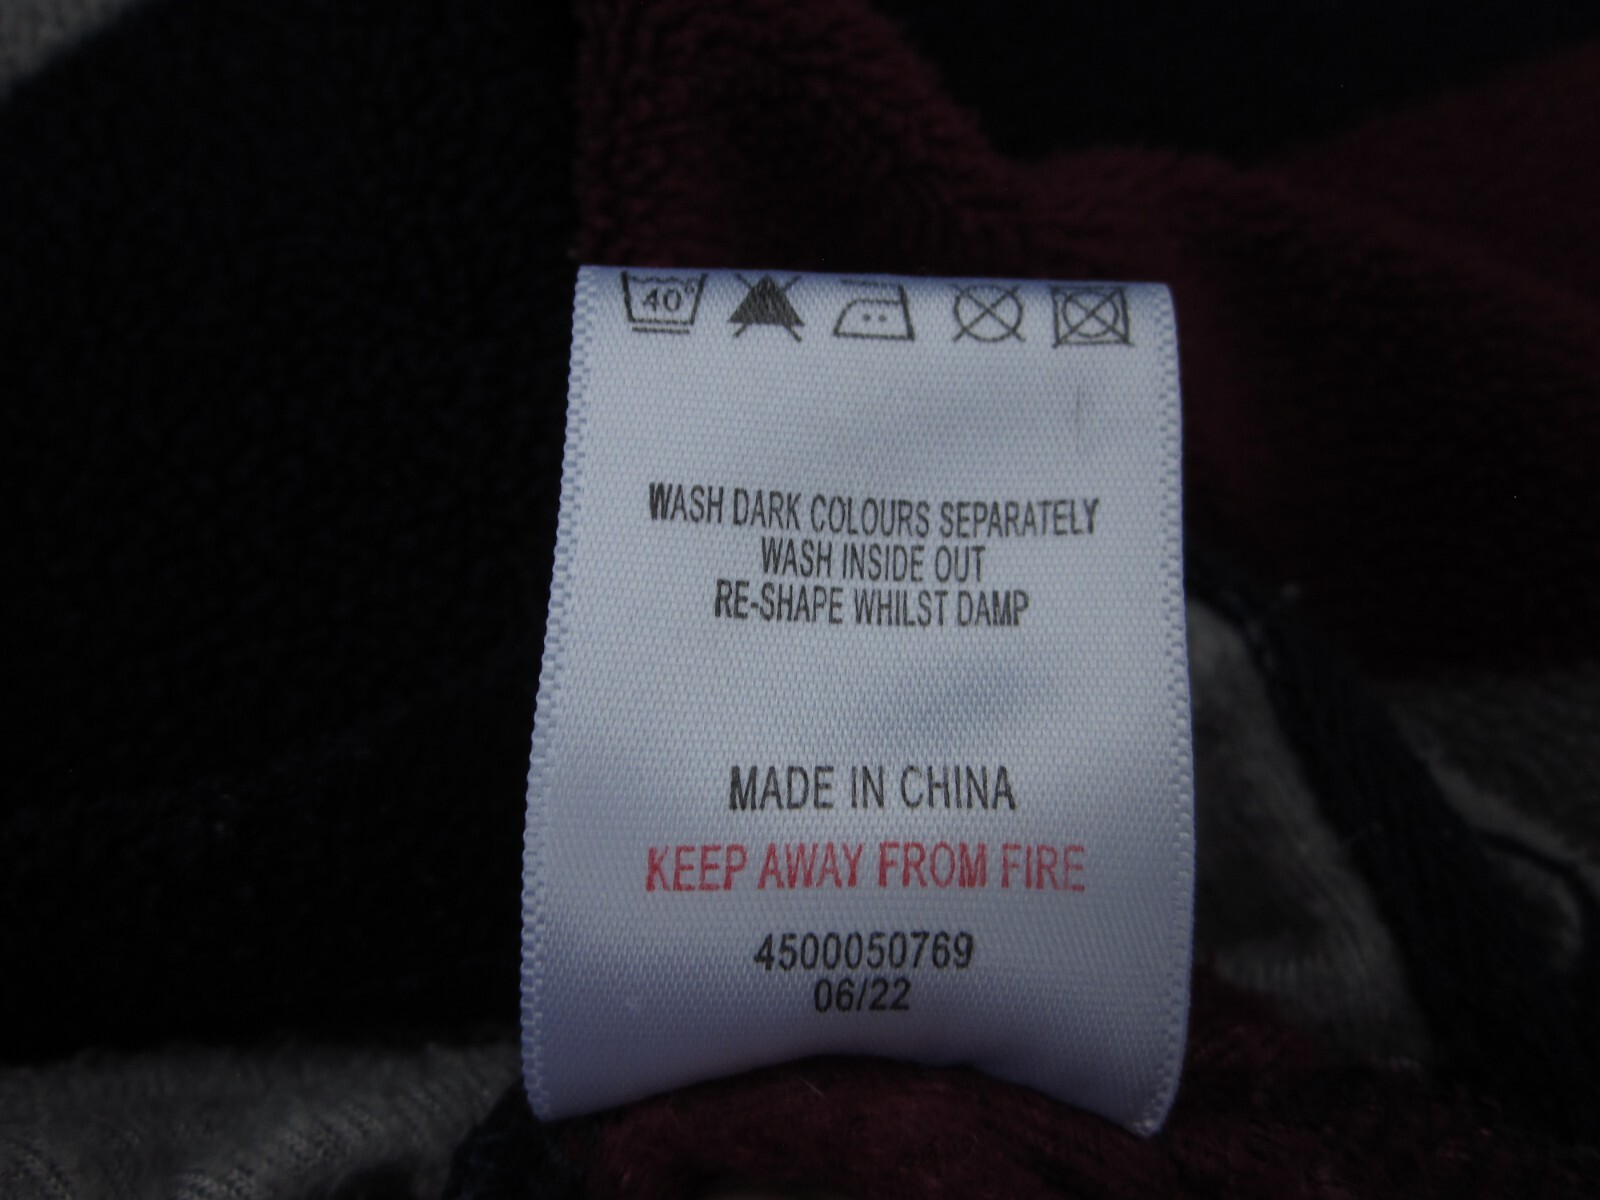 40°
WASH DARK COLOURS SEPARATELY
WASH INSIDE OUT
RE-SHAPE WHILST DAMP
MADE IN CHINA
KEEP AWAY FROM FIRE
4500050769
06/22